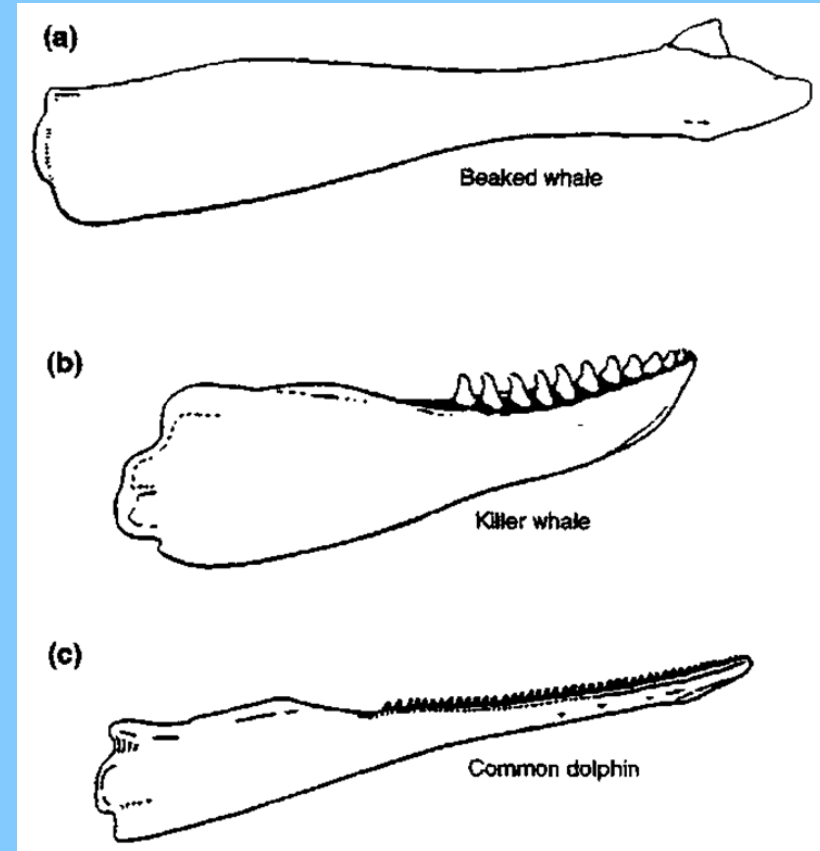 (a)
Beaked whale
(b)
Killer whale
(c)
Common dolphin